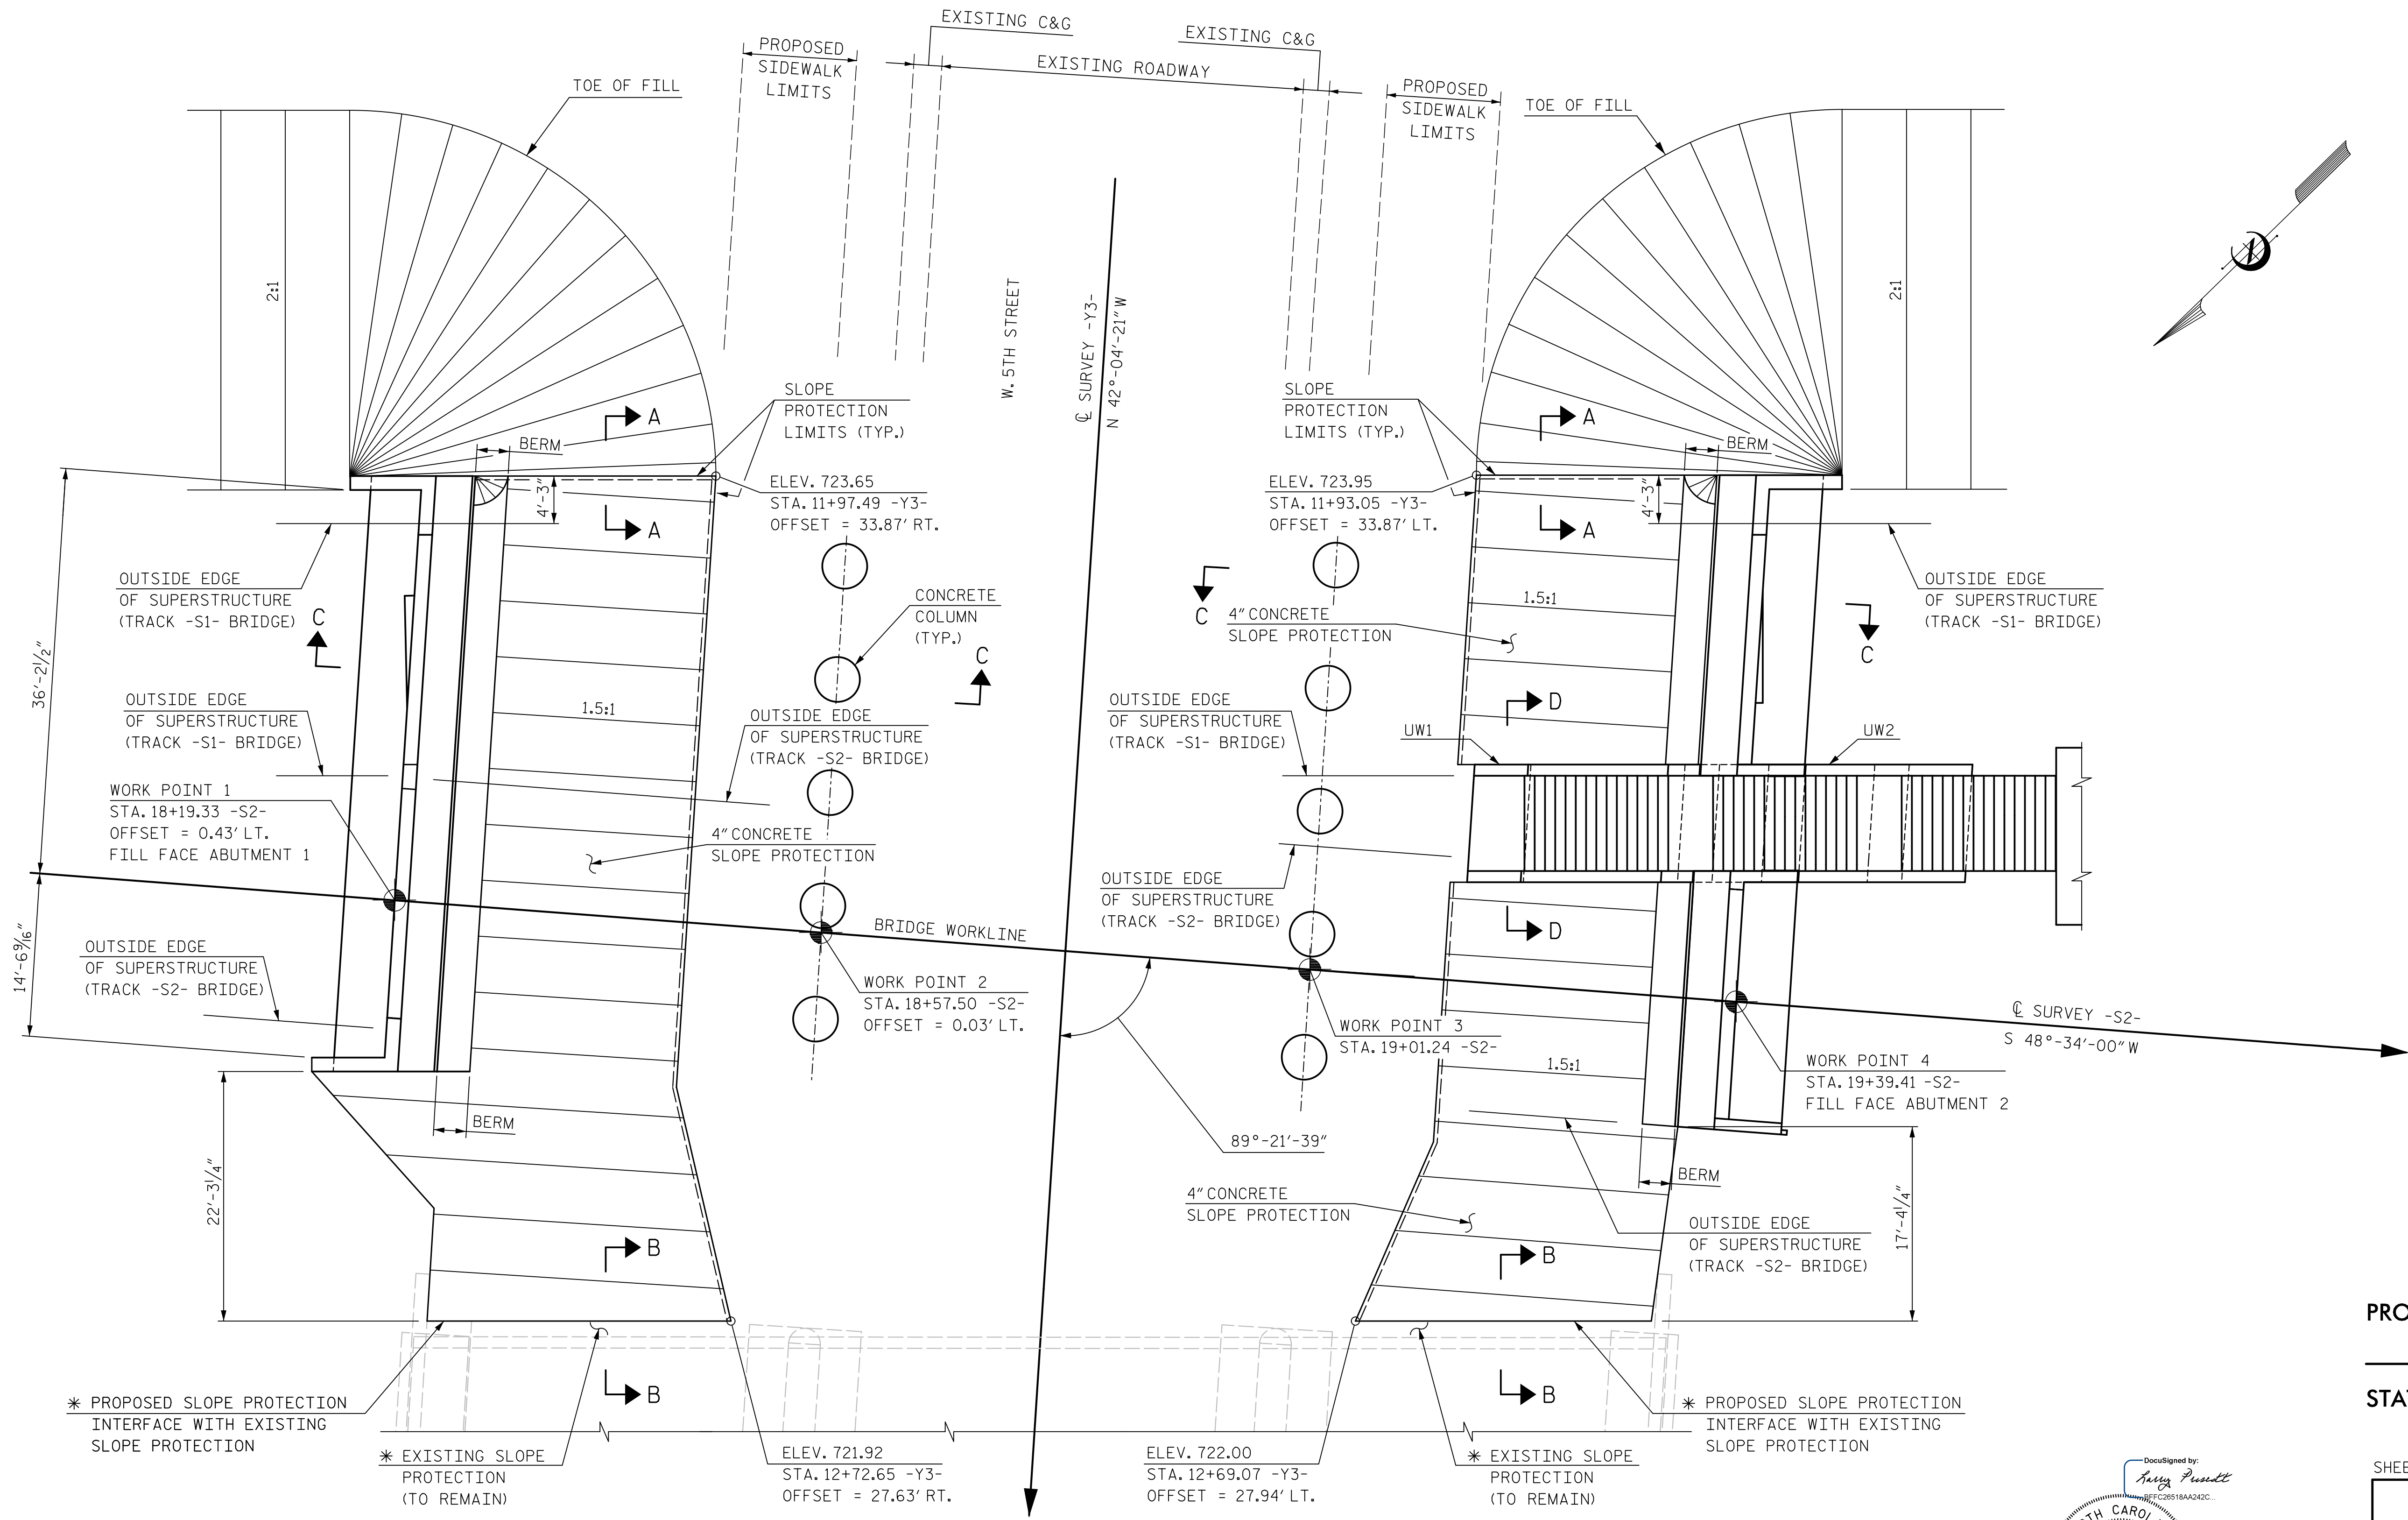 EXISTING C&G
EXISTING C&G
PROPOSED
SIDEWALK
LIMITS
EXISTING ROADWAY
PROPOSED
SIDEWALK
LIMITS
TOE OF FILL
TOE OF FILL
2:1
2:1
W. 5TH STREET
℄ SURVEY -Y3-
N 42°-04'-21" W
SLOPE
PROTECTION
LIMITS (TYP.)
SLOPE
PROTECTION
LIMITS (TYP.)
A
A
BERM
BERM
4'-3"
4'-3"
ELEV. 723.65
STA. 11+97.49 -Y3-
OFFSET = 33.87' RT.
ELEV. 723.95
STA. 11+93.05 -Y3-
OFFSET = 33.87' LT.
A
A
OUTSIDE EDGE
OF SUPERSTRUCTURE
(TRACK -S1- BRIDGE)
C
CONCRETE
COLUMN
(TYP.)
C
C
4" CONCRETE
SLOPE PROTECTION
1.5:1
OUTSIDE EDGE
OF SUPERSTRUCTURE
(TRACK -S1- BRIDGE)
C
36'-2½"
OUTSIDE EDGE
OF SUPERSTRUCTURE
(TRACK -S1- BRIDGE)
1.5:1
OUTSIDE EDGE
OF SUPERSTRUCTURE
(TRACK -S2- BRIDGE)
OUTSIDE EDGE
OF SUPERSTRUCTURE
(TRACK -S1- BRIDGE)
D
UW1
UW2
WORK POINT 1
STA. 18+19.33 -S2-
OFFSET = 0.43' LT.
FILL FACE ABUTMENT 1
4" CONCRETE
SLOPE PROTECTION
OUTSIDE EDGE
OF SUPERSTRUCTURE
(TRACK -S2- BRIDGE)
D
BRIDGE WORKLINE
14'-6 9/16"
OUTSIDE EDGE
OF SUPERSTRUCTURE
(TRACK -S2- BRIDGE)
WORK POINT 2
STA. 18+57.50 -S2-
OFFSET = 0.03' LT.
WORK POINT 3
STA. 19+01.24 -S2-
℄ SURVEY -S2-
S 48°-34'-00" W
WORK POINT 4
STA. 19+39.41 -S2-
FILL FACE ABUTMENT 2
1.5:1
BERM
89°-21'-39"
BERM
22'-3¼"
17'-4¼"
4" CONCRETE
SLOPE PROTECTION
OUTSIDE EDGE
OF SUPERSTRUCTURE
(TRACK -S2- BRIDGE)
B
B
B
B
* PROPOSED SLOPE PROTECTION
INTERFACE WITH EXISTING
SLOPE PROTECTION
* EXISTING SLOPE
PROTECTION
(TO REMAIN)
ELEV. 721.92
STA. 12+72.65 -Y3-
OFFSET = 27.63' RT.
ELEV. 722.00
STA. 12+69.07 -Y3-
OFFSET = 27.94' LT.
* EXISTING SLOPE
PROTECTION
(TO REMAIN)
* PROPOSED SLOPE PROTECTION
INTERFACE WITH EXISTING
SLOPE PROTECTION
PRO
STA
SHEE
DocuSigned by:
BFFC26518AA242C...
TH CARO